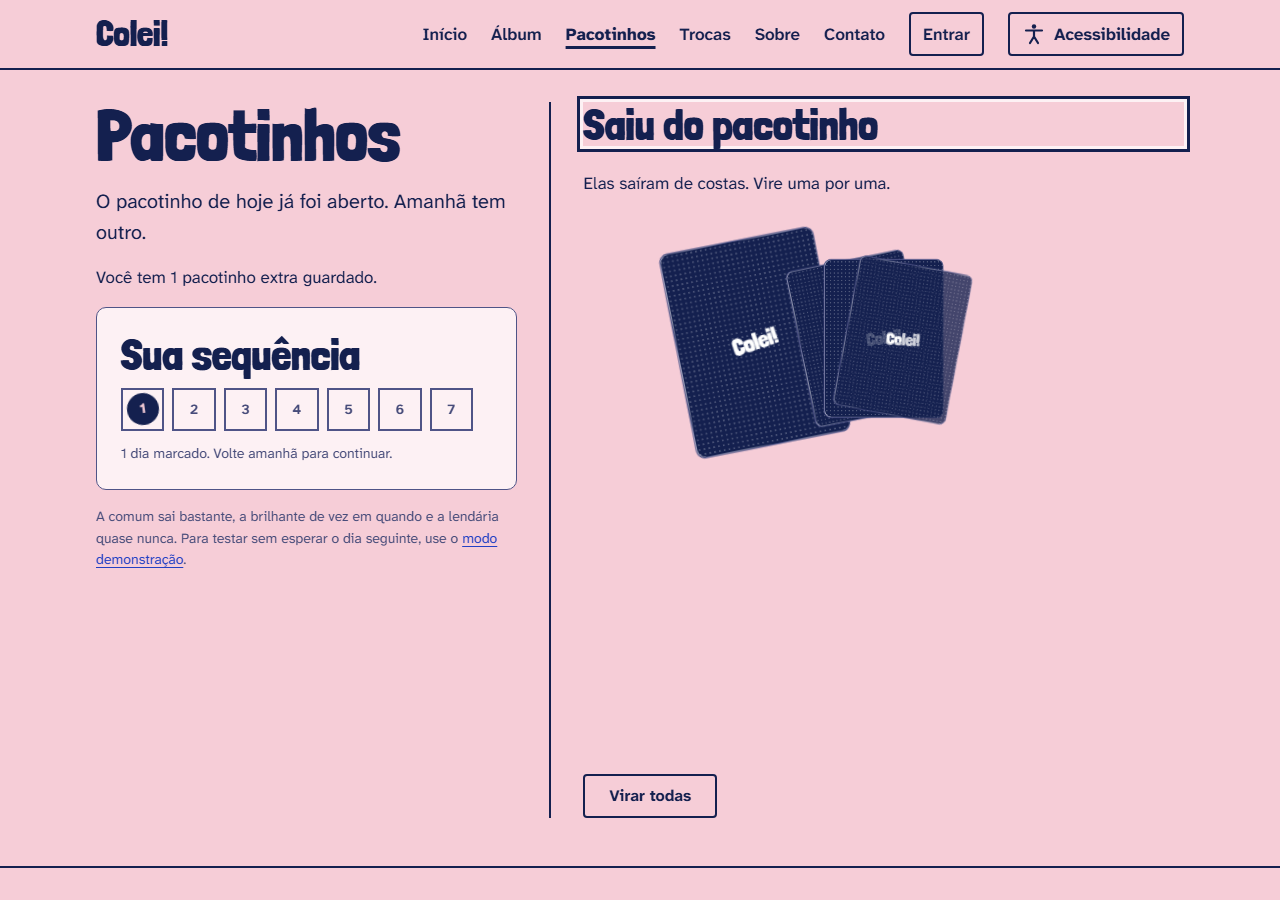 Colei!
Início
Álbum
Pacotinhos
Trocas
Sobre
Contato
Entrar
Acessibilidade
Pacotinhos
O pacotinho de hoje já foi aberto. Amanhã tem
outro.
Você tem 1 pacotinho extra guardado.
Sua sequência
1
2
3
4
5
6
7
1 dia marcado. Volte amanhã para continuar.
A comum sai bastante, a brilhante de vez em quando e a lendária
quase nunca. Para testar sem esperar o dia seguinte, use o modo
demonstração.
Saiu do pacotinho
Elas saíram de costas. Vire uma por uma.
Colei!
Colei!
Virar todas